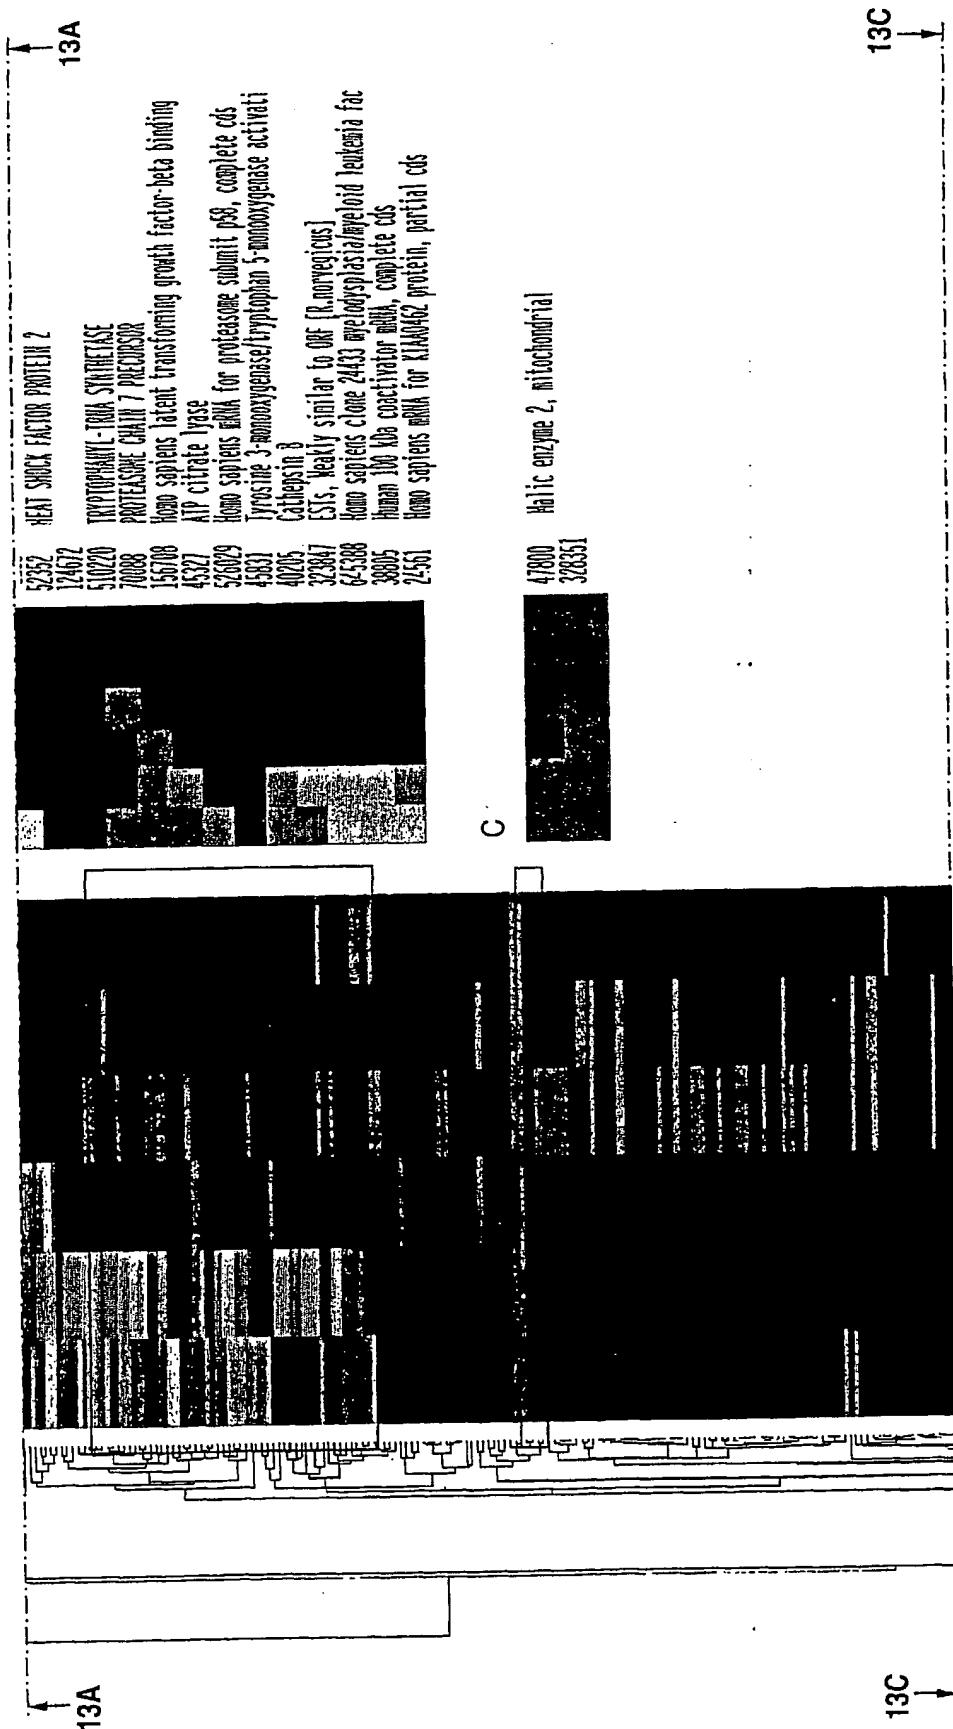 13A
13A
52352 HEAT SHOCK FACTOR PROTEIN 2
124672
510220 TRYPTOPHANYL-TRNA SYNTHETASE
70088 PROTEASOME CHAIN 7 PRECURSOR
156708 Homo sapiens latent transforming growth factor-beta binding
45327 ATP citrate lyase
526029 Homo sapiens mRNA for proteasome subunit p58, complete cds
45831 Tyrosine 3-monooxygenase/tryptophan 5-monooxygenase activati
40205 Cathepsin B
323847 ESTs, Weakly similar to ORF [R.norvegicus]
645388 Homo sapiens clone 24433 myelodysplasia/myeloid leukemia fac
38805 Human 100 kDa coactivator mRNA, complete cds
24561 Homo sapiens mRNA for KIAA0462 protein, partial cds
C
47800 Malic enzyme 2, mitochondrial
328351
13C
13C